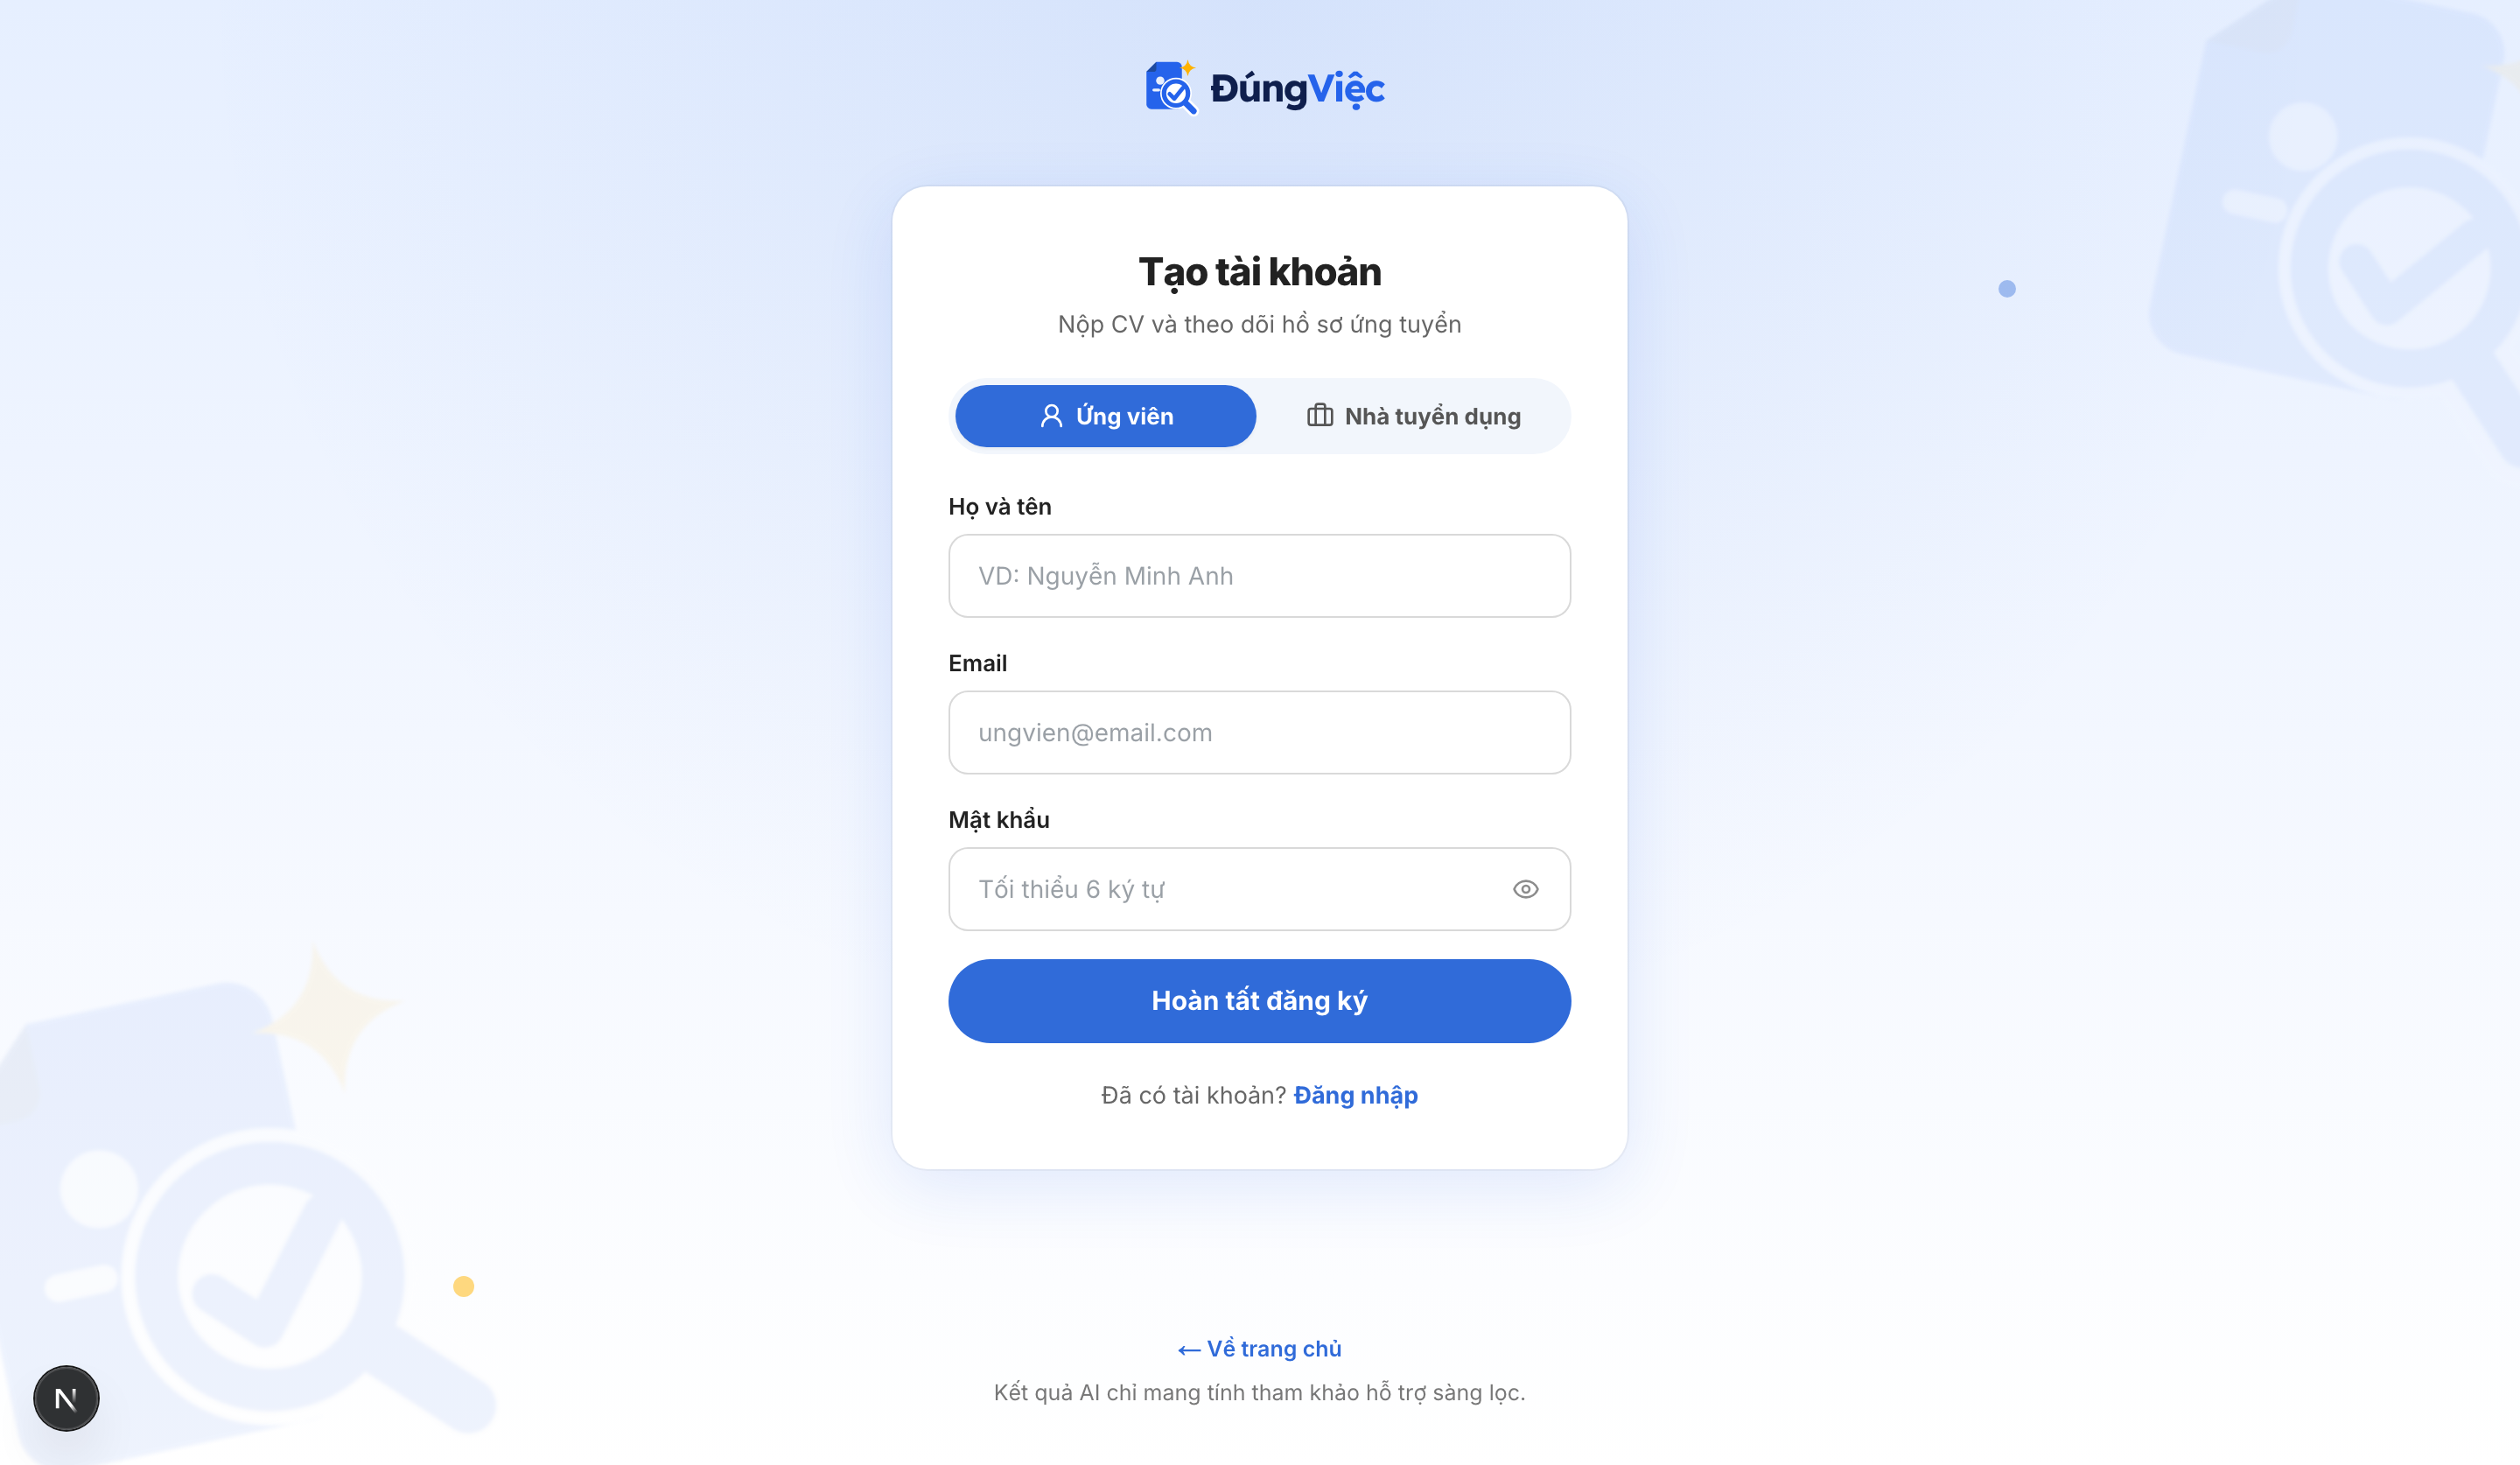 ĐúngViệc
Tạo tài khoản
Nộp CV và theo dõi hồ sơ ứng tuyển
Ứng viên
Nhà tuyển dụng
Họ và tên
VD: Nguyễn Minh Anh
Email
ungvien@email.com
Mật khẩu
Tối thiểu 6 ký tự
Hoàn tất đăng ký
Đã có tài khoản? Đăng nhập
← Về trang chủ
Kết quả AI chỉ mang tính tham khảo hỗ trợ sàng lọc.
N